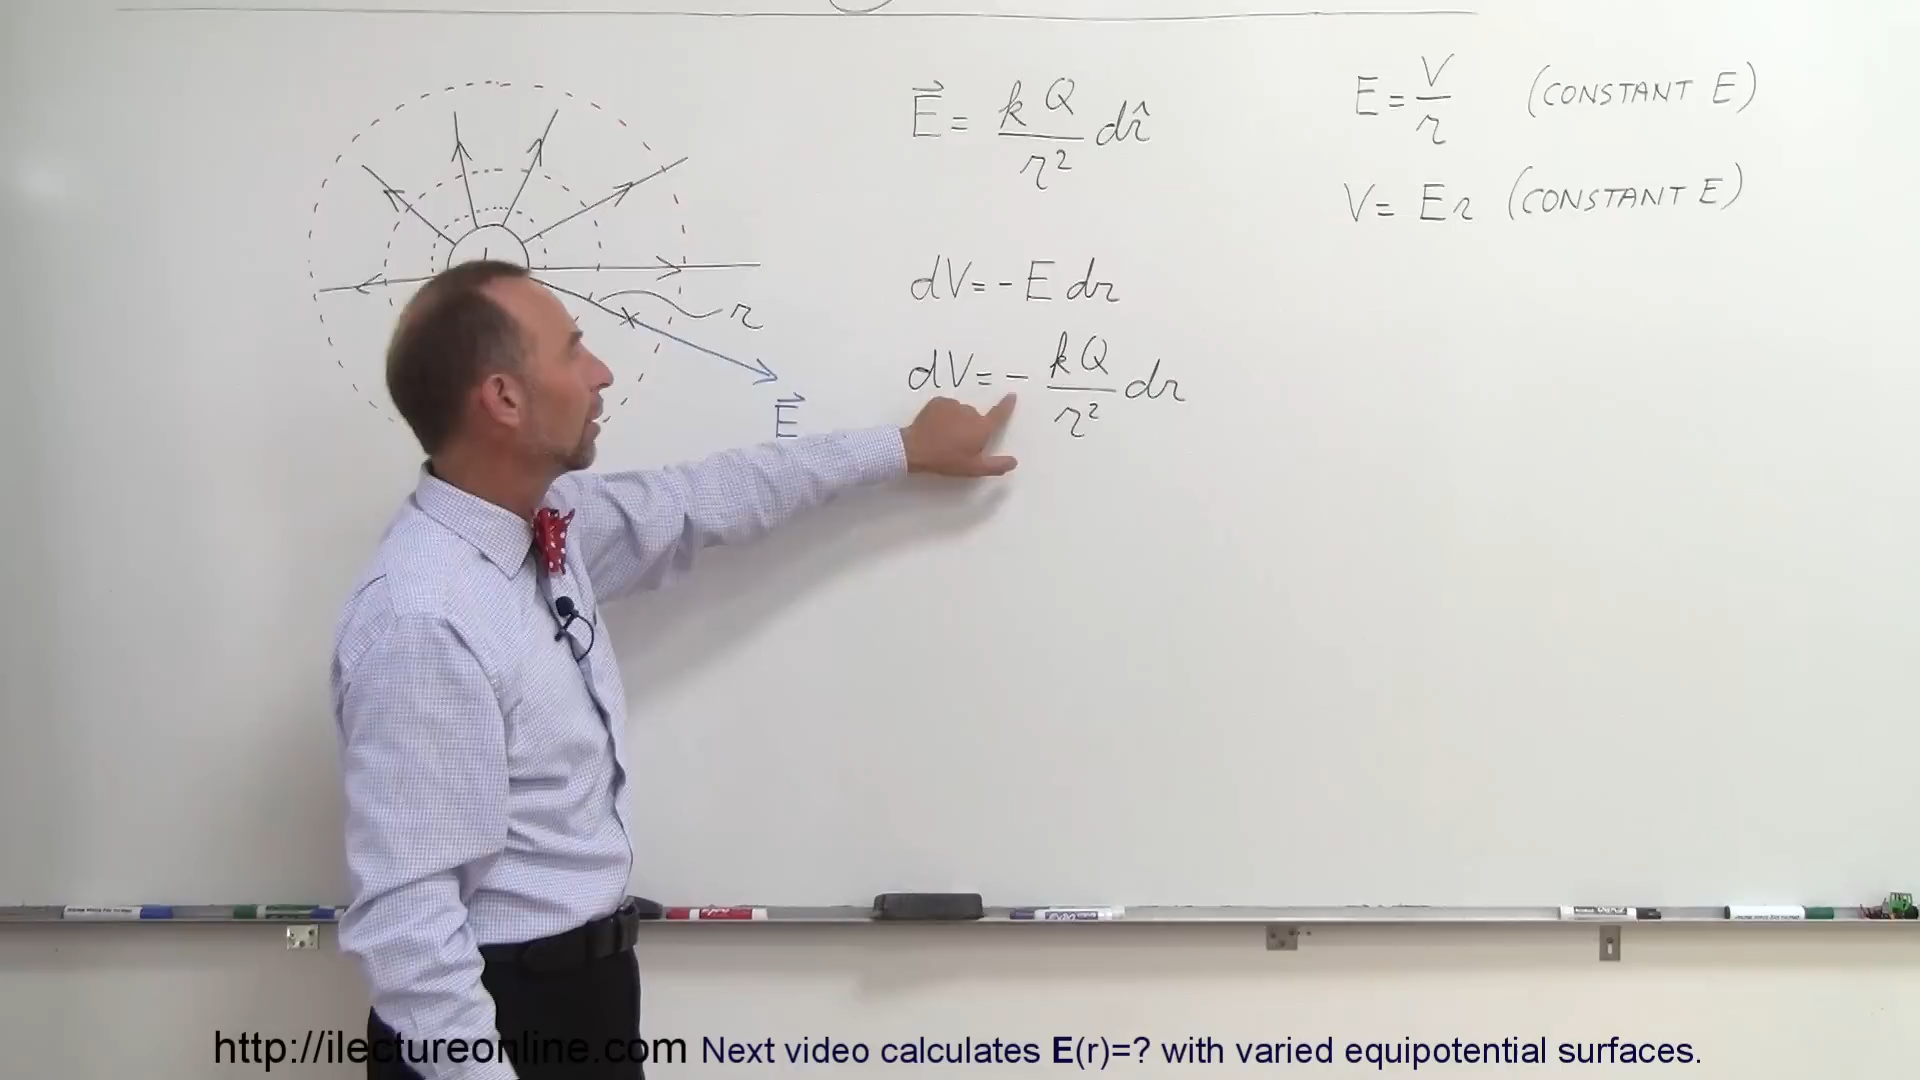 E⃗ = kQ/r² dr̂
E = V/r (CONSTANT E)
V = Er (CONSTANT E)
dV = - E dr
r
dV = - kQ/r² dr
E⃗
http://ilectureonline.com Next video calculates E(r)=? with varied equipotential surfaces.